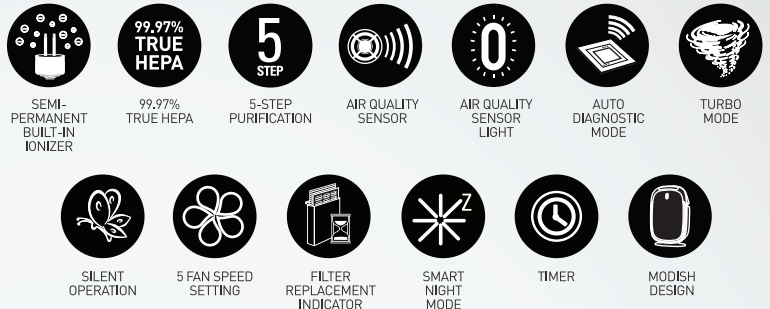 99.97%
TRUE
HEPA
5
STEP
SEMI-
PERMANENT
BUILT-IN
IONIZER
99.97%
TRUE HEPA
5-STEP
PURIFICATION
AIR QUALITY
SENSOR
AIR QUALITY
SENSOR
LIGHT
AUTO
DIAGNOSTIC
MODE
TURBO
MODE
Z
SILENT
OPERATION
5 FAN SPEED
SETTING
FILTER
REPLACEMENT
INDICATOR
SMART
NIGHT
MODE
TIMER
MODISH
DESIGN